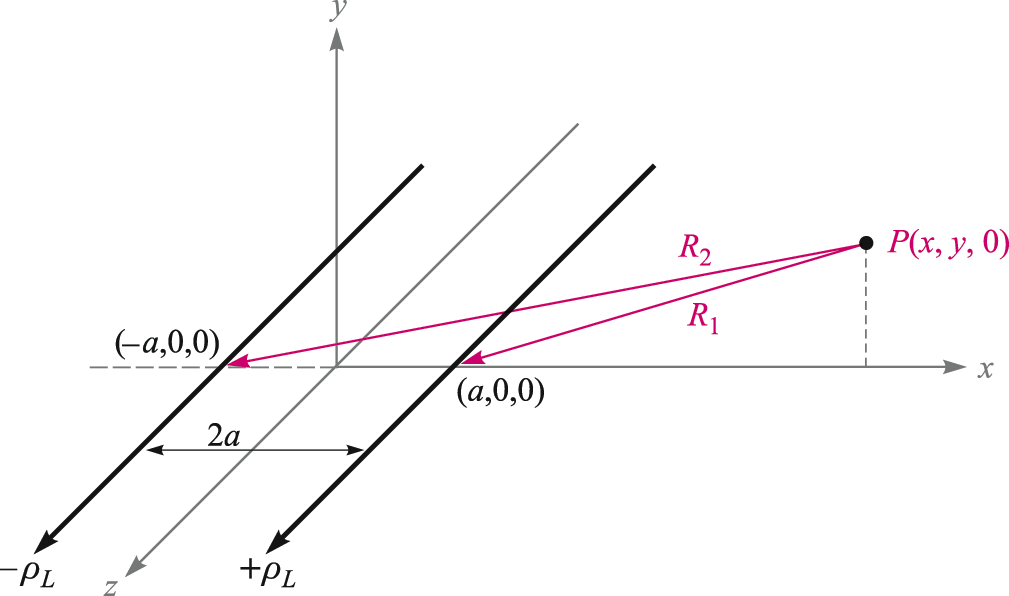 y
R₂
P(x, y, 0)
R₁
(–a,0,0)
x
(a,0,0)
2a
–ρL
z
+ρL